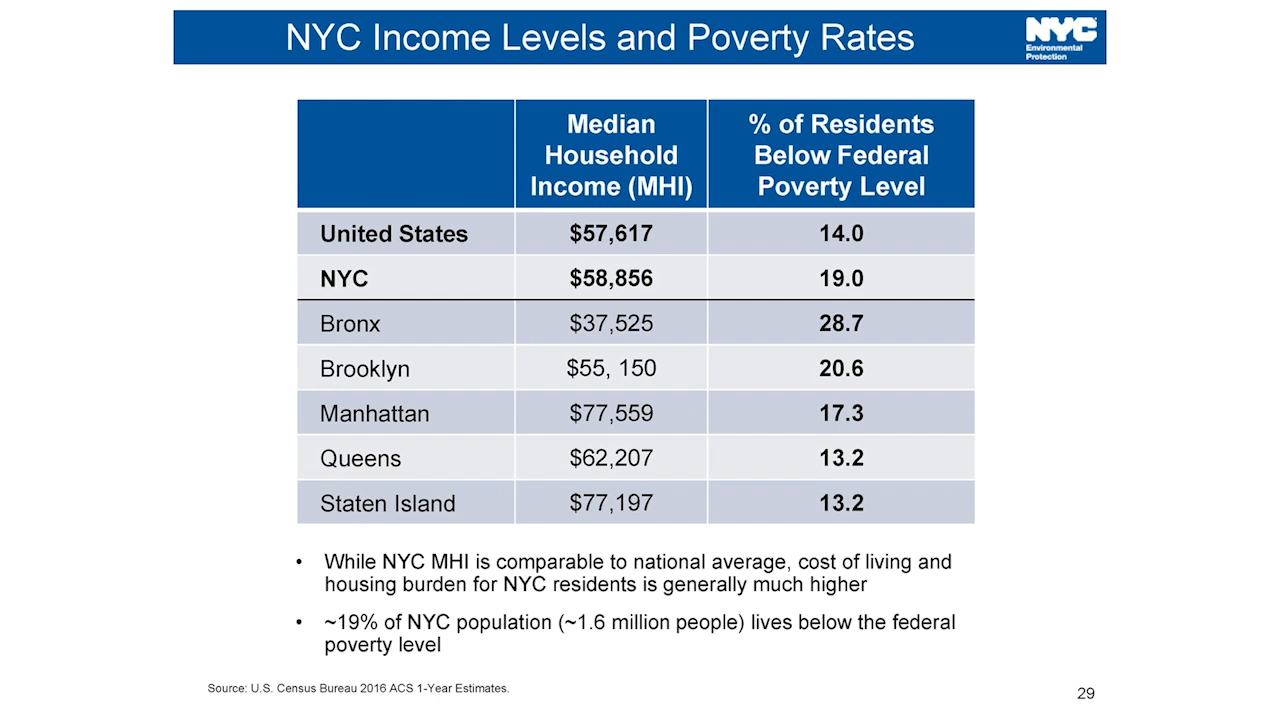 NYC Income Levels and Poverty Rates
NYC
Environmental
Protection
Median
Household
Income (MHI)
% of Residents
Below Federal
Poverty Level
United States $57,617 14.0
NYC $58,856 19.0
Bronx $37,525 28.7
Brooklyn $55, 150 20.6
Manhattan $77,559 17.3
Queens $62,207 13.2
Staten Island $77,197 13.2
• While NYC MHI is comparable to national average, cost of living and
housing burden for NYC residents is generally much higher
• ~19% of NYC population (~1.6 million people) lives below the federal
poverty level
Source: U.S. Census Bureau 2016 ACS 1-Year Estimates.
29